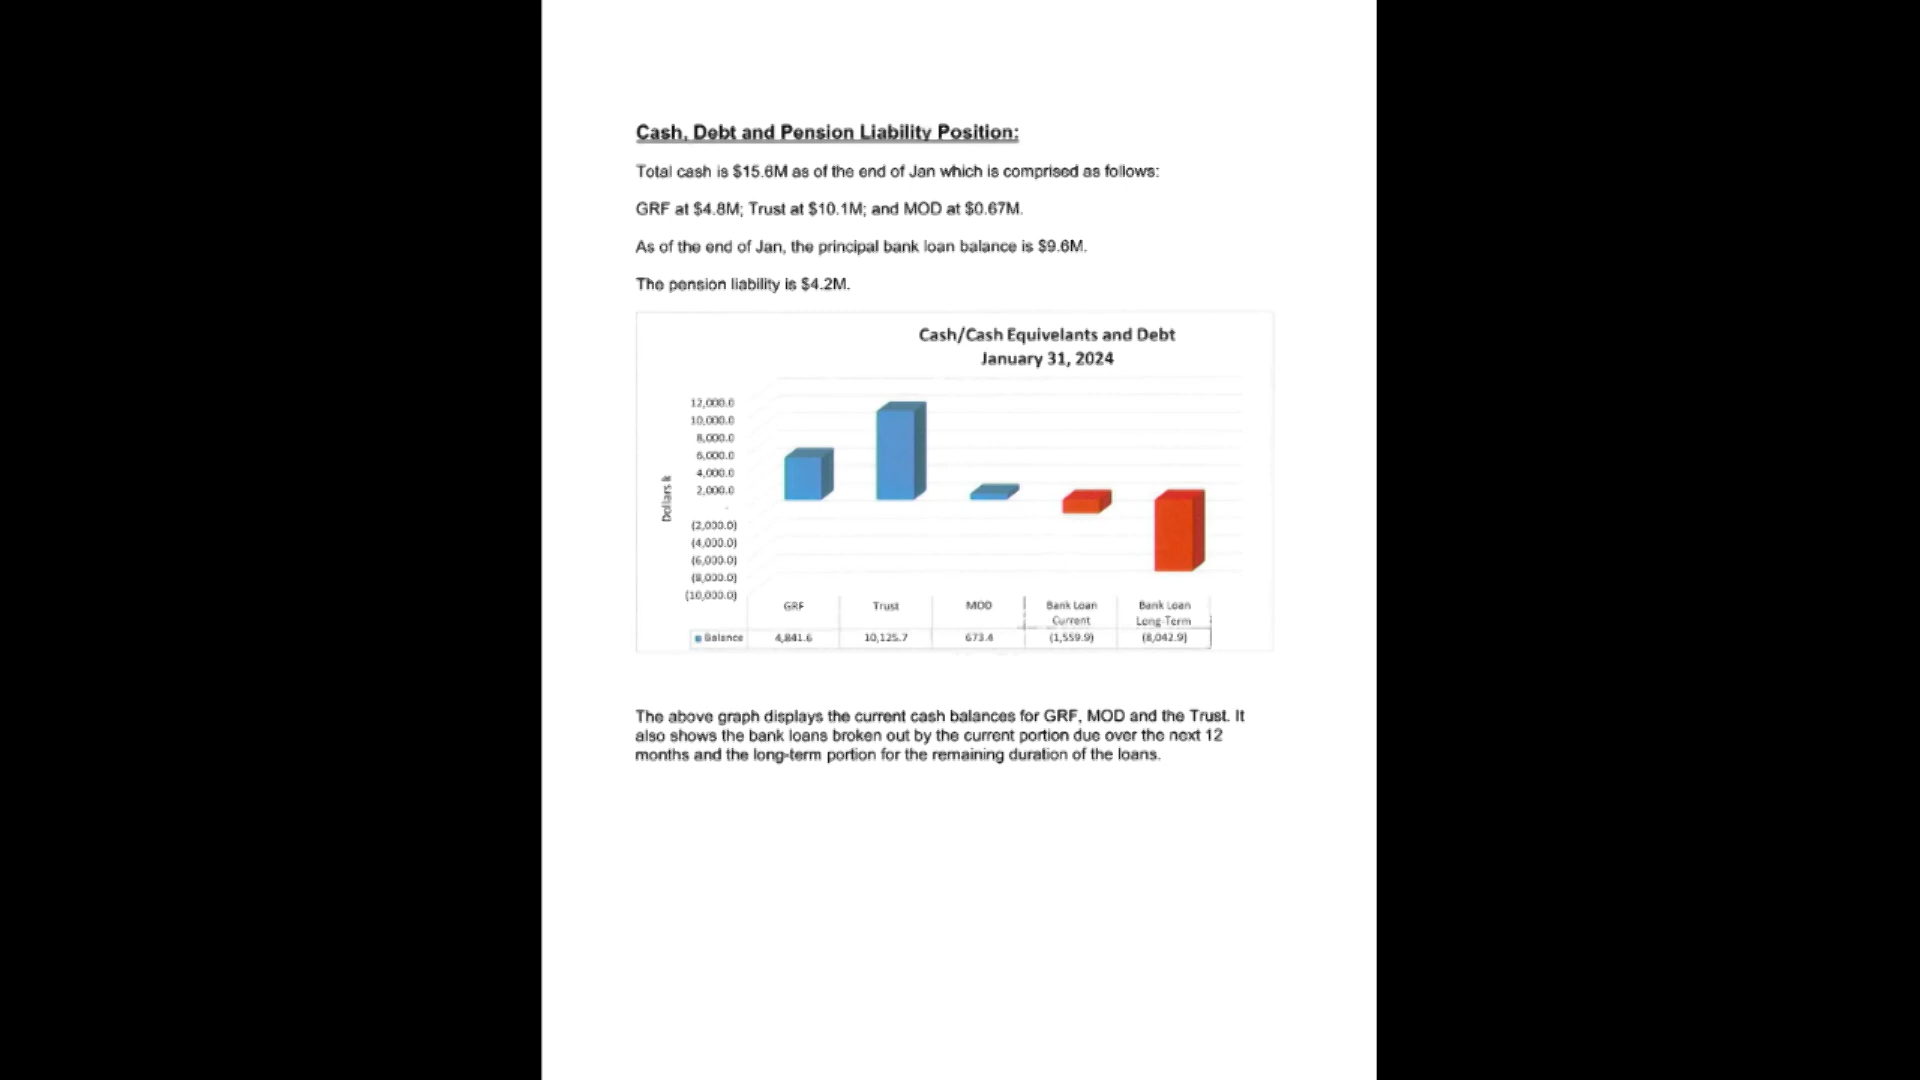 Cash, Debt and Pension Liability Position:
Total cash is $15.6M as of the end of Jan which is comprised as follows:
GRF at $4.8M; Trust at $10.1M; and MOD at $0.67M.
As of the end of Jan, the principal bank loan balance is $9.6M.
The pension liability is $4.2M.
Cash/Cash Equivelants and Debt
January 31, 2024
Dollars k
12,000.0
10,000.0
8,000.0
6,000.0
4,000.0
2,000.0
-
(2,000.0)
(4,000.0)
(6,000.0)
(8,000.0)
(10,000.0)
GRF Trust MOD Bank Loan Current Bank Loan Long-Term
Balance 4,841.6 10,125.7 673.4 (1,559.9) (8,042.9)
The above graph displays the current cash balances for GRF, MOD and the Trust. It
also shows the bank loans broken out by the current portion due over the next 12
months and the long-term portion for the remaining duration of the loans.